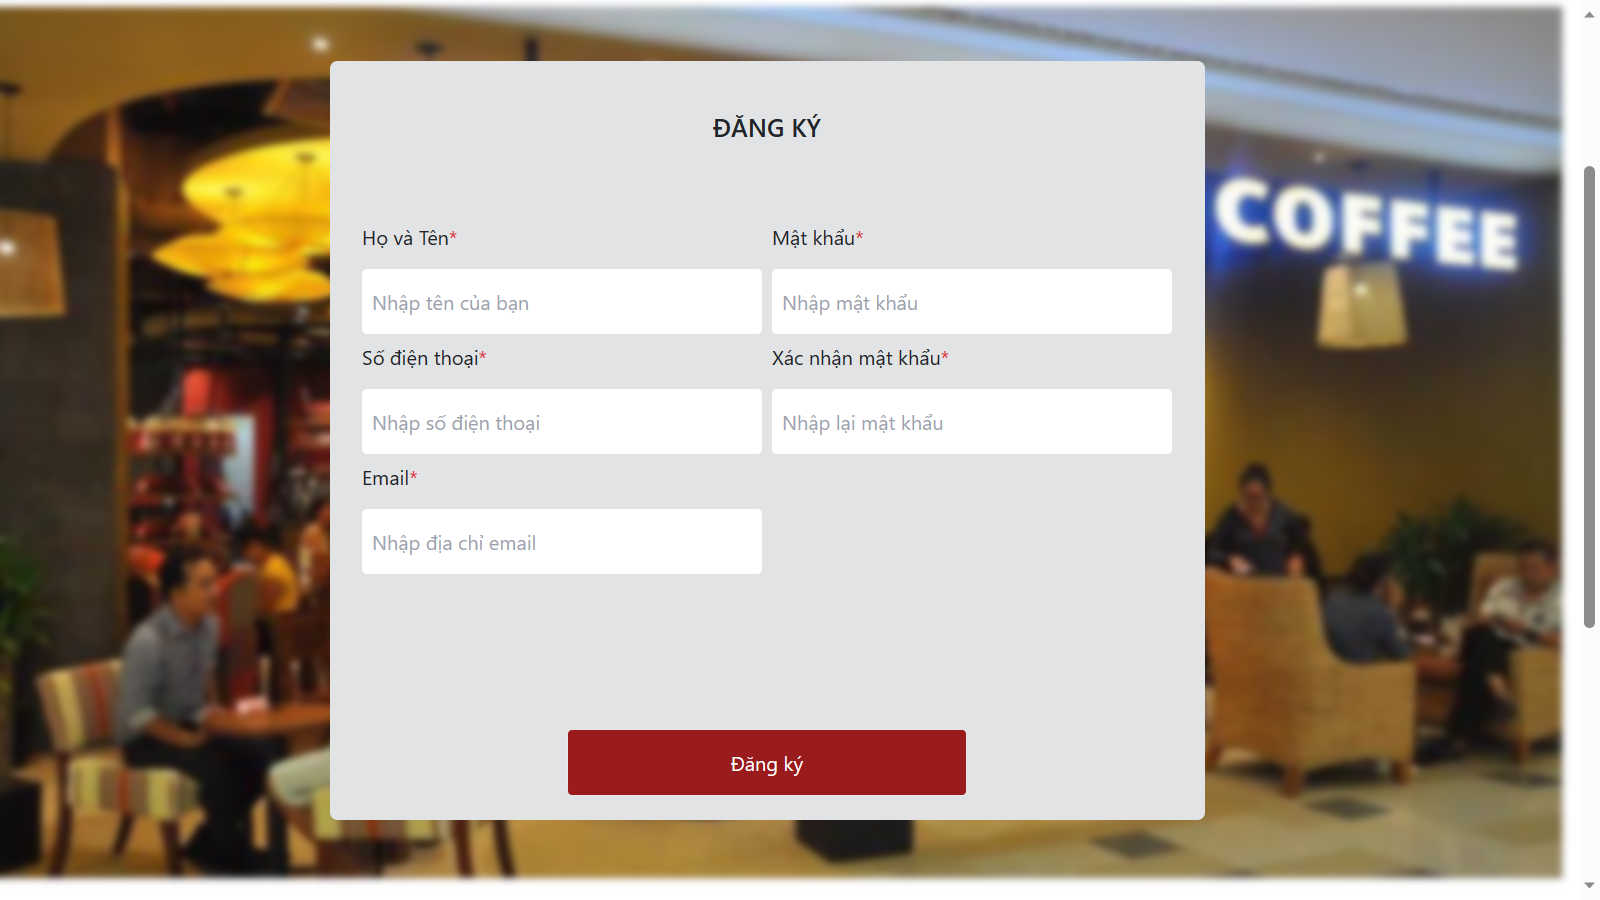 ĐĂNG KÝ
COFFEE
Họ và Tên*
Mật khẩu*
Nhập tên của bạn
Nhập mật khẩu
Số điện thoại*
Xác nhận mật khẩu*
Nhập số điện thoại
Nhập lại mật khẩu
Email*
Nhập địa chỉ email
Đăng ký